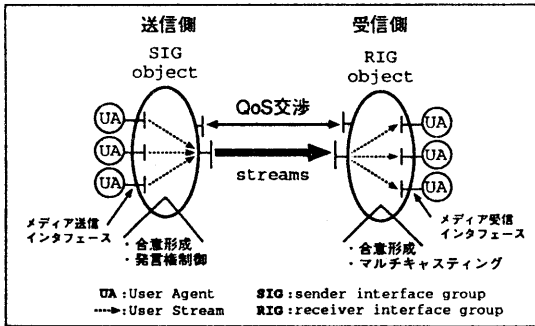 送信側
受信側
SIG
object
RIG
object
QoS交渉
UA
UA
UA
UA
UA
UA
streams
メディア送信
インタフェース
メディア受信
インタフェース
・合意形成
・発言権制御
・合意形成
・マルチキャスティング
UA:User Agent
SIG:sender interface group
:User Stream
RIG:receiver interface group